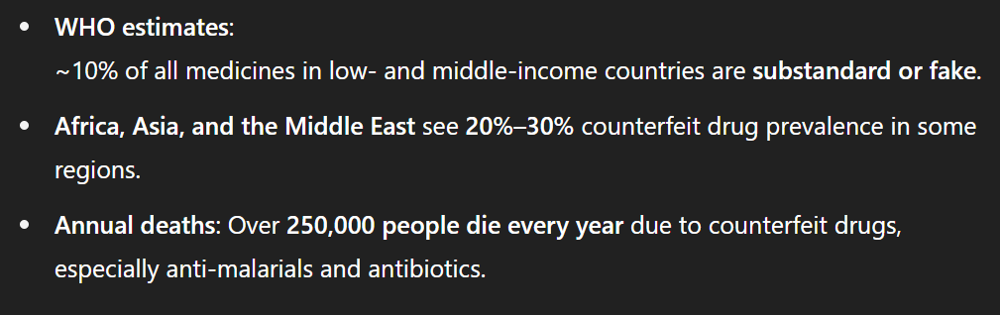 • WHO estimates:
~10% of all medicines in low- and middle-income countries are substandard or fake.
• Africa, Asia, and the Middle East see 20%–30% counterfeit drug prevalence in some
regions.
• Annual deaths: Over 250,000 people die every year due to counterfeit drugs,
especially anti-malarials and antibiotics.